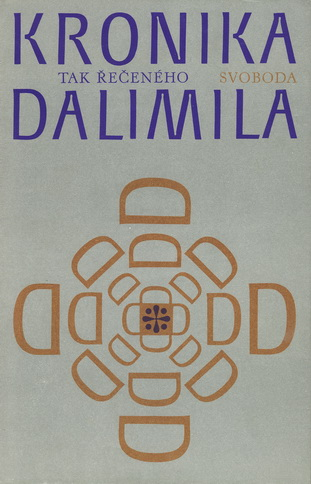 KRONIKA
TAK ŘEČENÉHO SVOBODA
DALIMILA